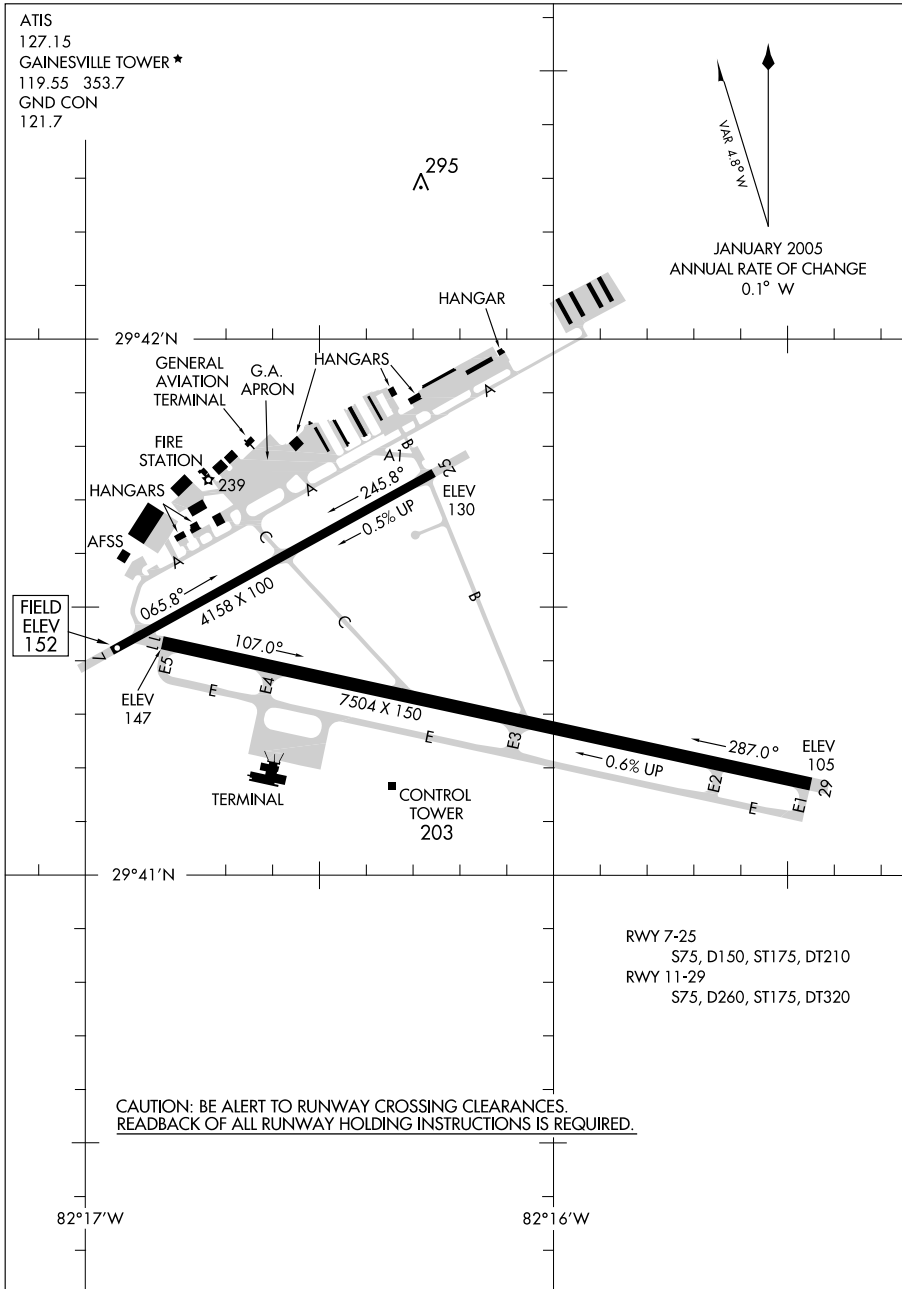 ATIS
127.15
GAINESVILLE TOWER ★
119.55 353.7
GND CON
121.7
295
VAR 4.8° W
JANUARY 2005
ANNUAL RATE OF CHANGE
0.1° W
HANGAR
29°42'N
GENERAL
AVIATION
TERMINAL
G.A.
APRON
HANGARS
A
FIRE
STATION
239
B
A1
25
ELEV
130
A
245.8°
0.5% UP
HANGARS
AFSS
C
A
065.8°
4158 X 100
B
FIELD
ELEV
152
C
7
11
107.0°
E5
E4
ELEV
147
E
7504 X 150
E
E3
287.0°
ELEV
105
0.6% UP
E2
29
E
E1
TERMINAL
CONTROL
TOWER
203
29°41'N
RWY 7-25
S75, D150, ST175, DT210
RWY 11-29
S75, D260, ST175, DT320
CAUTION: BE ALERT TO RUNWAY CROSSING CLEARANCES.
READBACK OF ALL RUNWAY HOLDING INSTRUCTIONS IS REQUIRED.
82°17'W
82°16'W